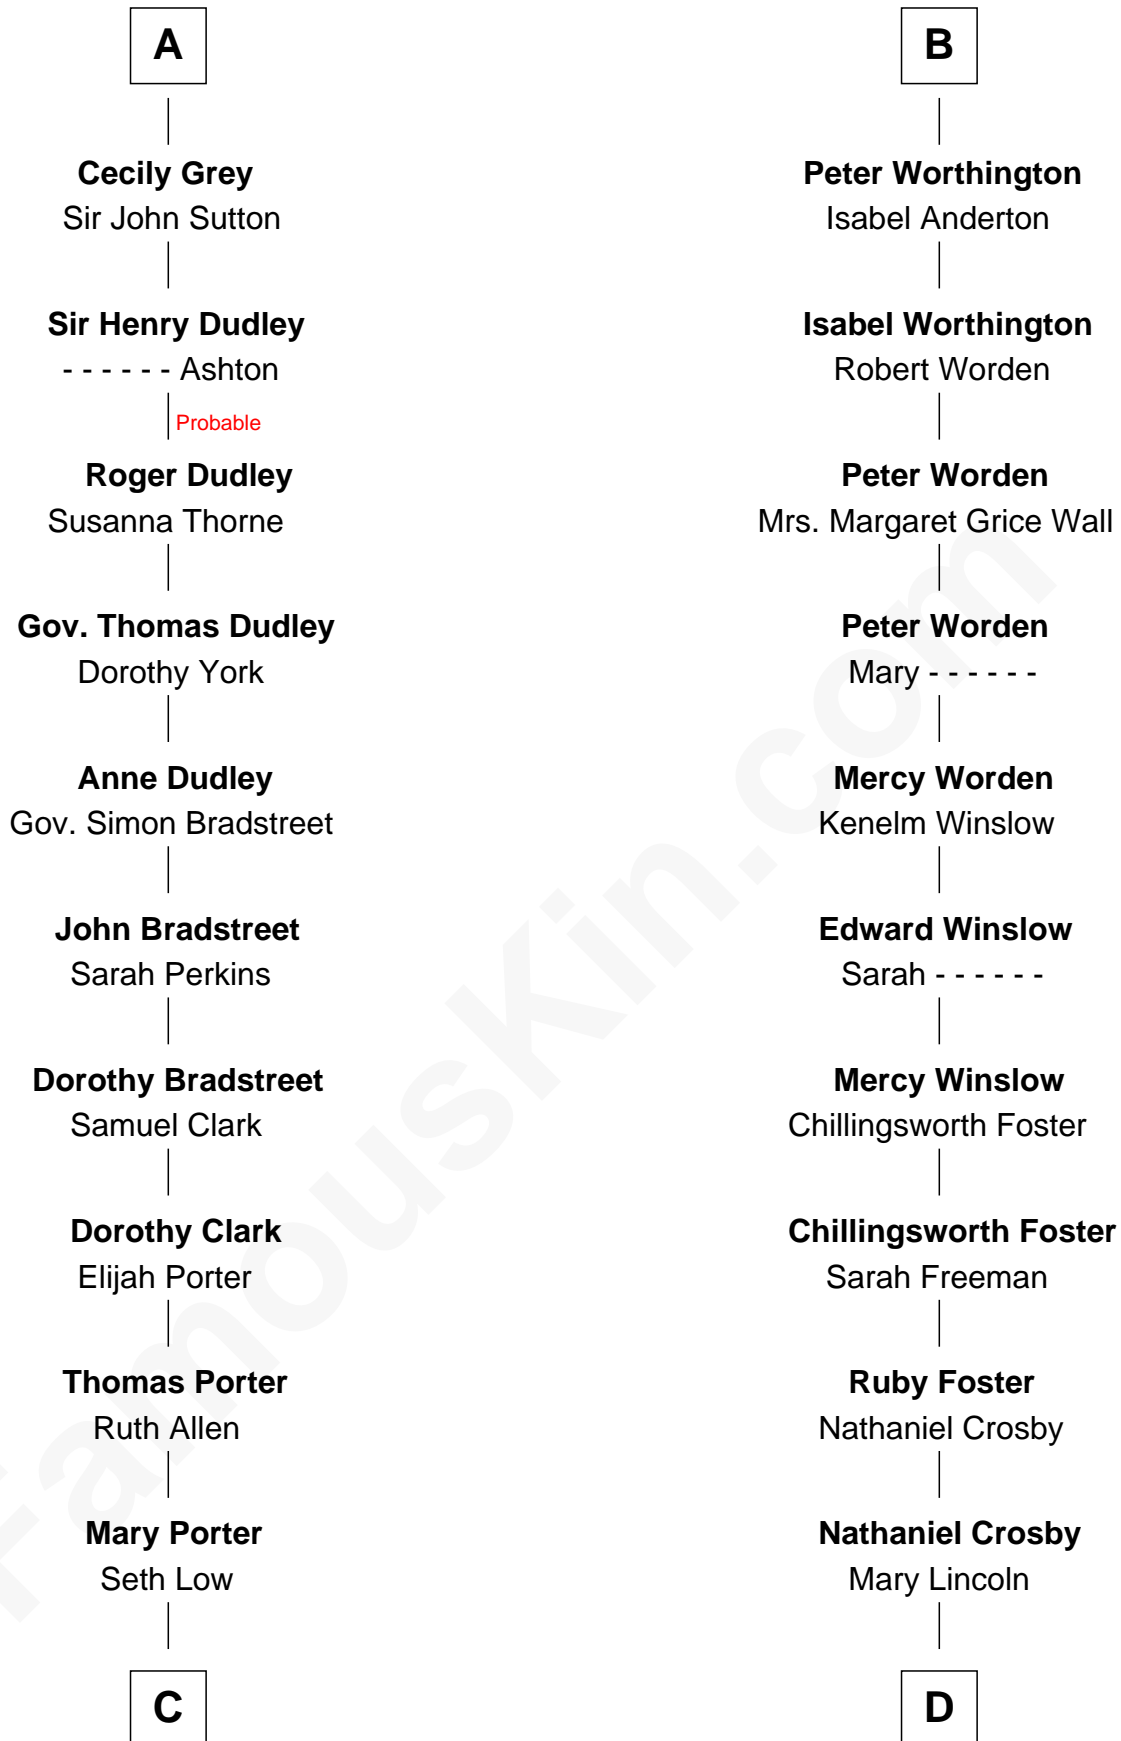 A
Cecily Grey
Sir John Sutton
Sir Henry Dudley
- - - - - - Ashton
Probable
Roger Dudley
Susanna Thorne
Gov. Thomas Dudley
Dorothy York
Anne Dudley
Gov. Simon Bradstreet
John Bradstreet
Sarah Perkins
Dorothy Bradstreet
Samuel Clark
Dorothy Clark
Elijah Porter
Thomas Porter
Ruth Allen
Mary Porter
Seth Low
C
B
Peter Worthington
Isabel Anderton
Isabel Worthington
Robert Worden
Peter Worden
Mrs. Margaret Grice Wall
Peter Worden
Mary - - - - - -
Mercy Worden
Kenelm Winslow
Edward Winslow
Sarah - - - - - -
Mercy Winslow
Chillingsworth Foster
Chillingsworth Foster
Sarah Freeman
Ruby Foster
Nathaniel Crosby
Nathaniel Crosby
Mary Lincoln
D
FamousKin.com